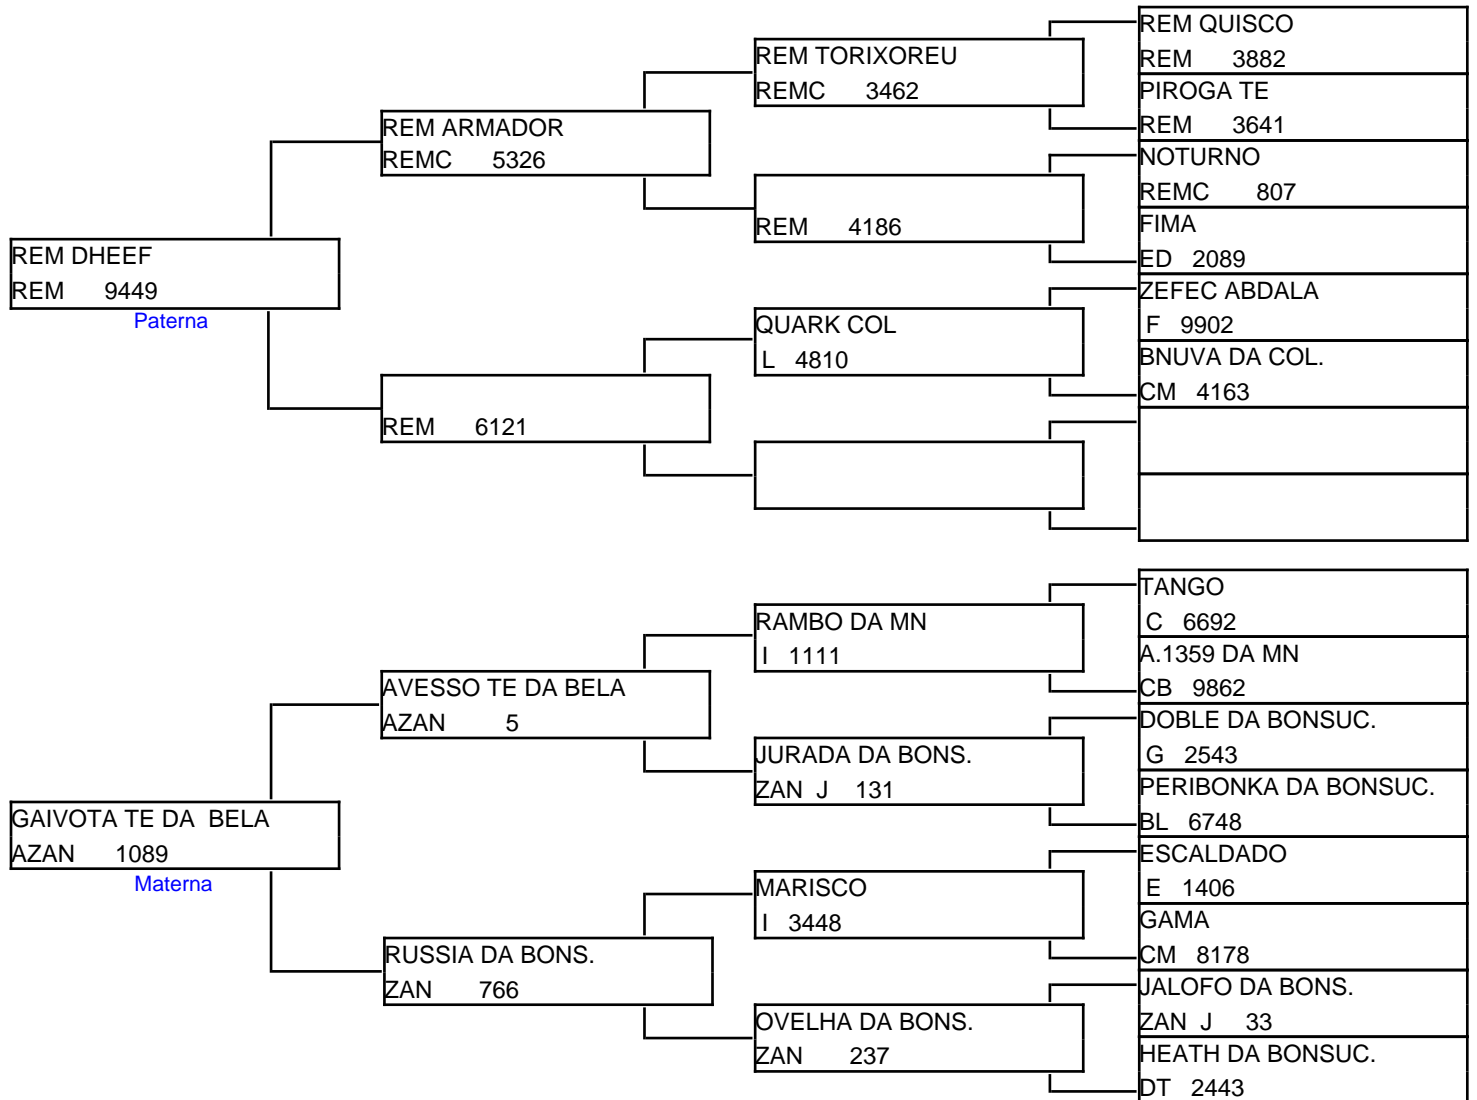 REM DHEEF
REM 9449
Paterna
REM ARMADOR
REMC 5326
REM 6121
REM TORIXOREU
REMC 3462
REM 4186
QUARK COL
L 4810
REM QUISCO
REM 3882
PIROGA TE
REM 3641
NOTURNO
REMC 807
FIMA
ED 2089
ZEFEC ABDALA
F 9902
BNUVA DA COL.
CM 4163
GAIVOTA TE DA BELA
AZAN 1089
Materna
AVESSO TE DA BELA
AZAN 5
RUSSIA DA BONS.
ZAN 766
RAMBO DA MN
I 1111
JURADA DA BONS.
ZAN J 131
MARISCO
I 3448
OVELHA DA BONS.
ZAN 237
TANGO
C 6692
A.1359 DA MN
CB 9862
DOBLE DA BONSUC.
G 2543
PERIBONKA DA BONSUC.
BL 6748
ESCALDADO
E 1406
GAMA
CM 8178
JALOFO DA BONS.
ZAN J 33
HEATH DA BONSUC.
DT 2443